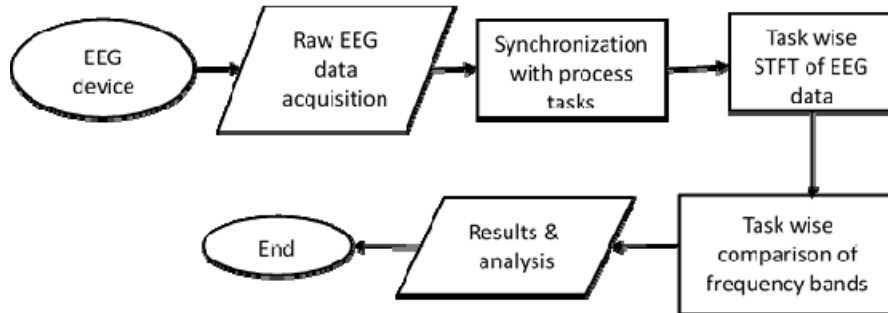 EEG
device
Raw EEG
data
acquisition
Synchronization
with process
tasks
Task wise
STFT of EEG
data
Task wise
comparison of
frequency bands
Results &
analysis
End